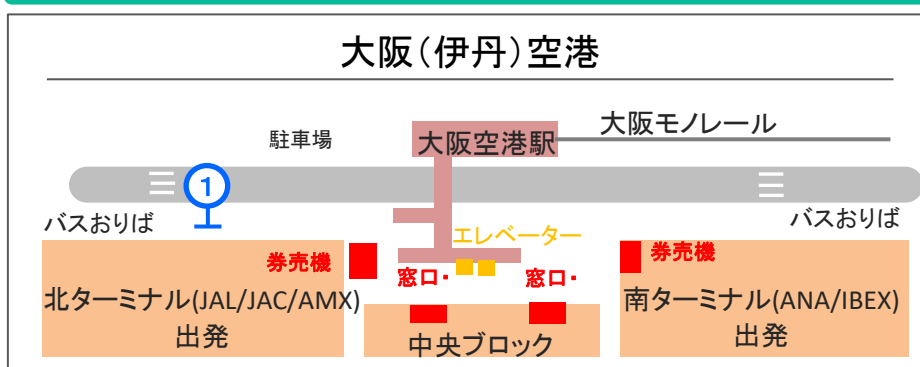 大阪(伊丹)空港
大阪モノレール
駐車場
大阪空港駅
1
バスおりば
バスおりば
エレベーター
券売機
券売機
窓口・
窓口・
北ターミナル(JAL/JAC/AMX)
出発
南ターミナル(ANA/IBEX)
出発
中央ブロック